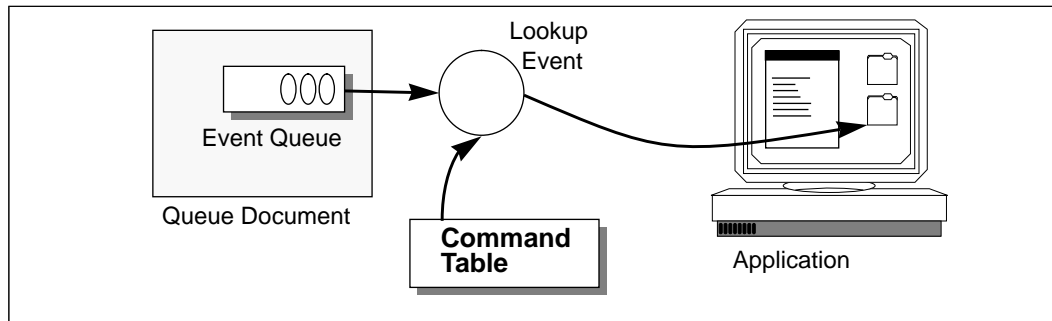 Lookup
Event
Event Queue
Queue Document
Command
Table
Application